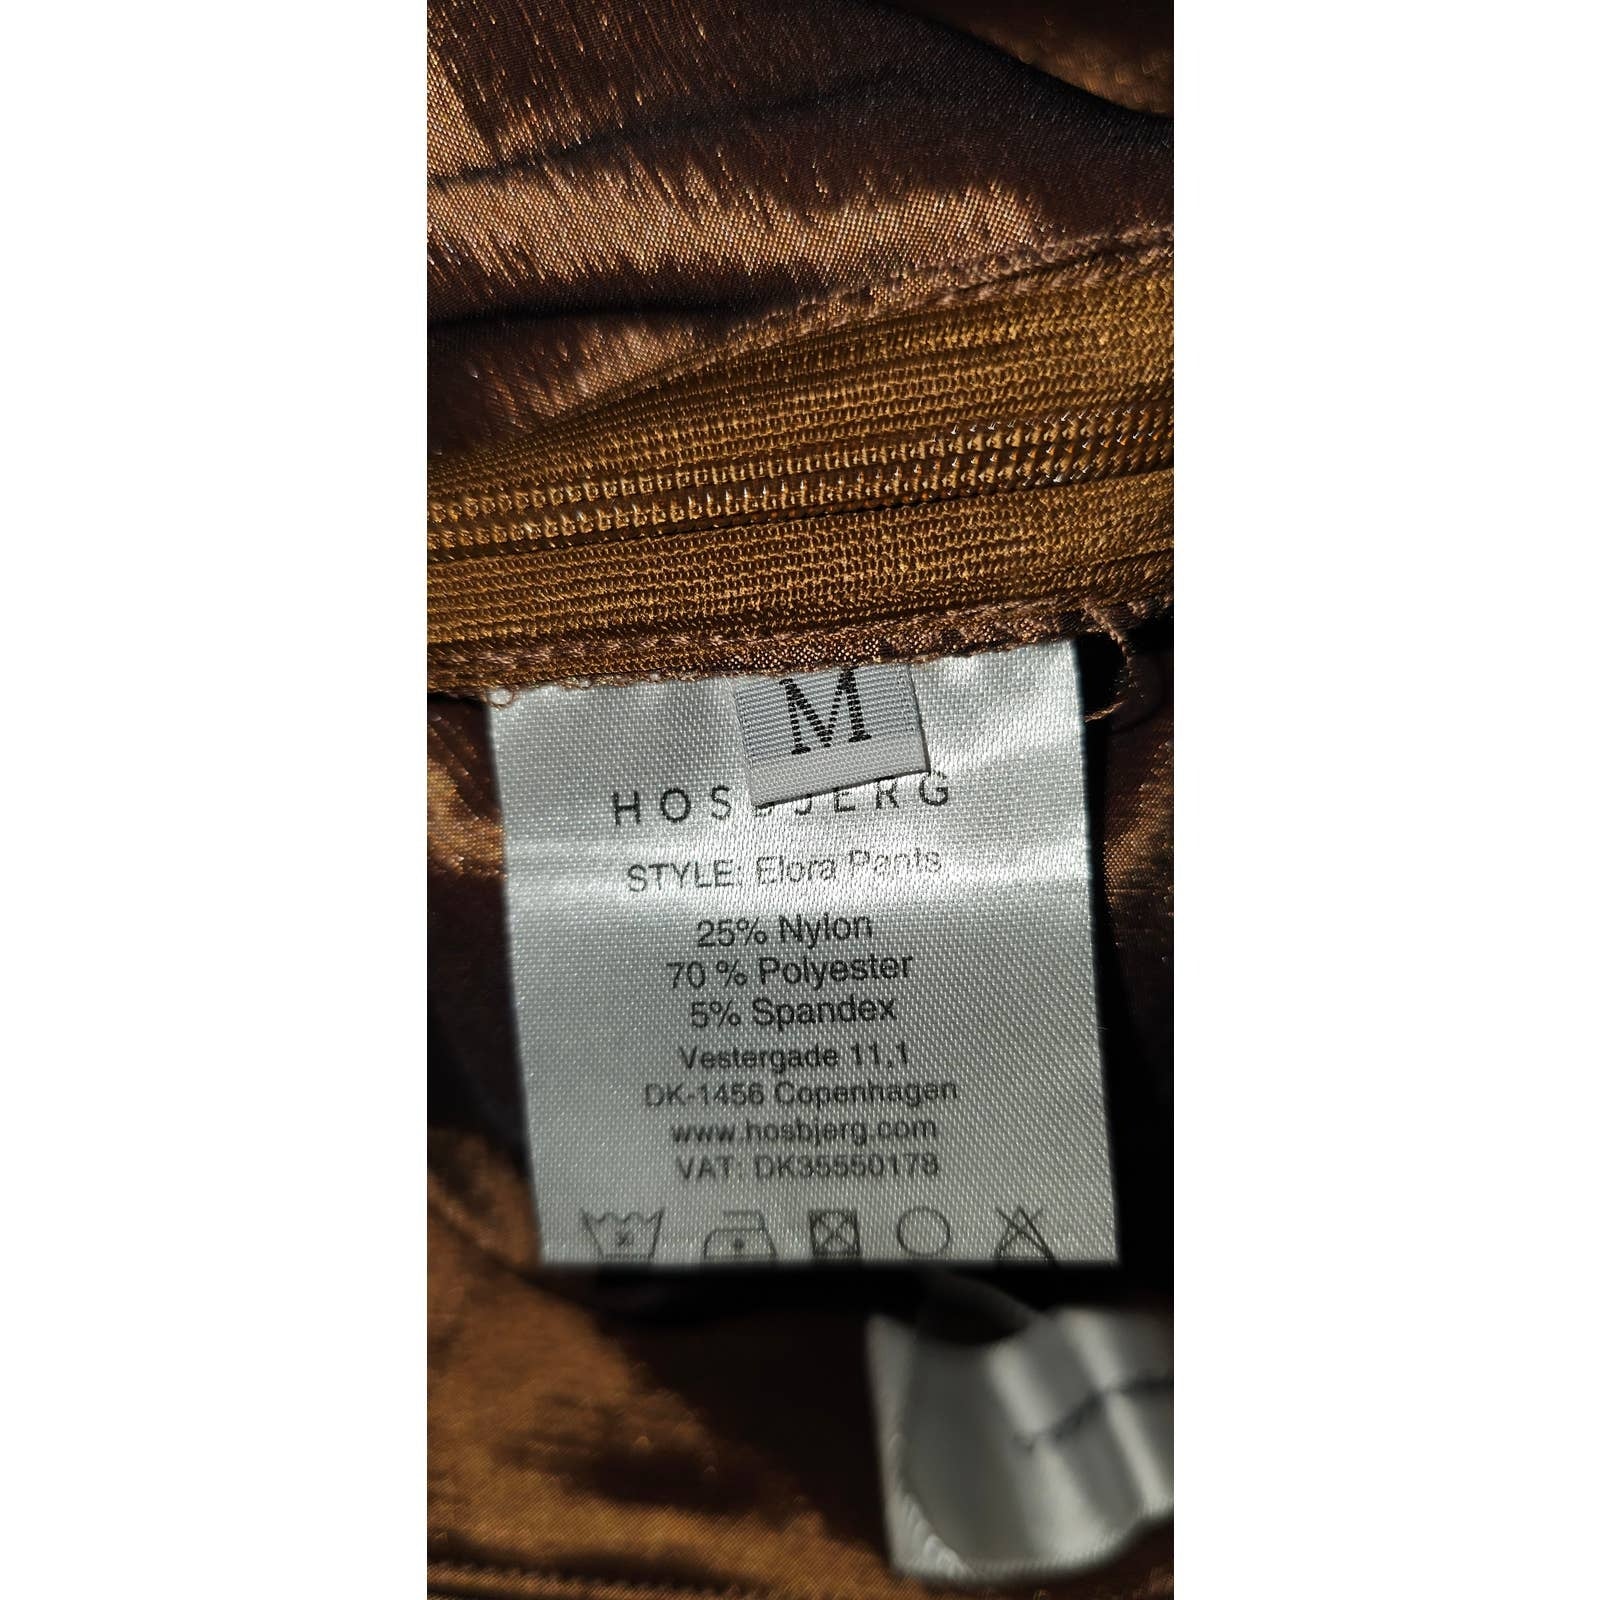 M
HOSBJERG
STYLE: Elora Pants
25% Nylon
70 % Polyester
5% Spandex
Vestergade 11,1
DK-1456 Copenhagen
www.hosbjerg.com
VAT: DK35550178